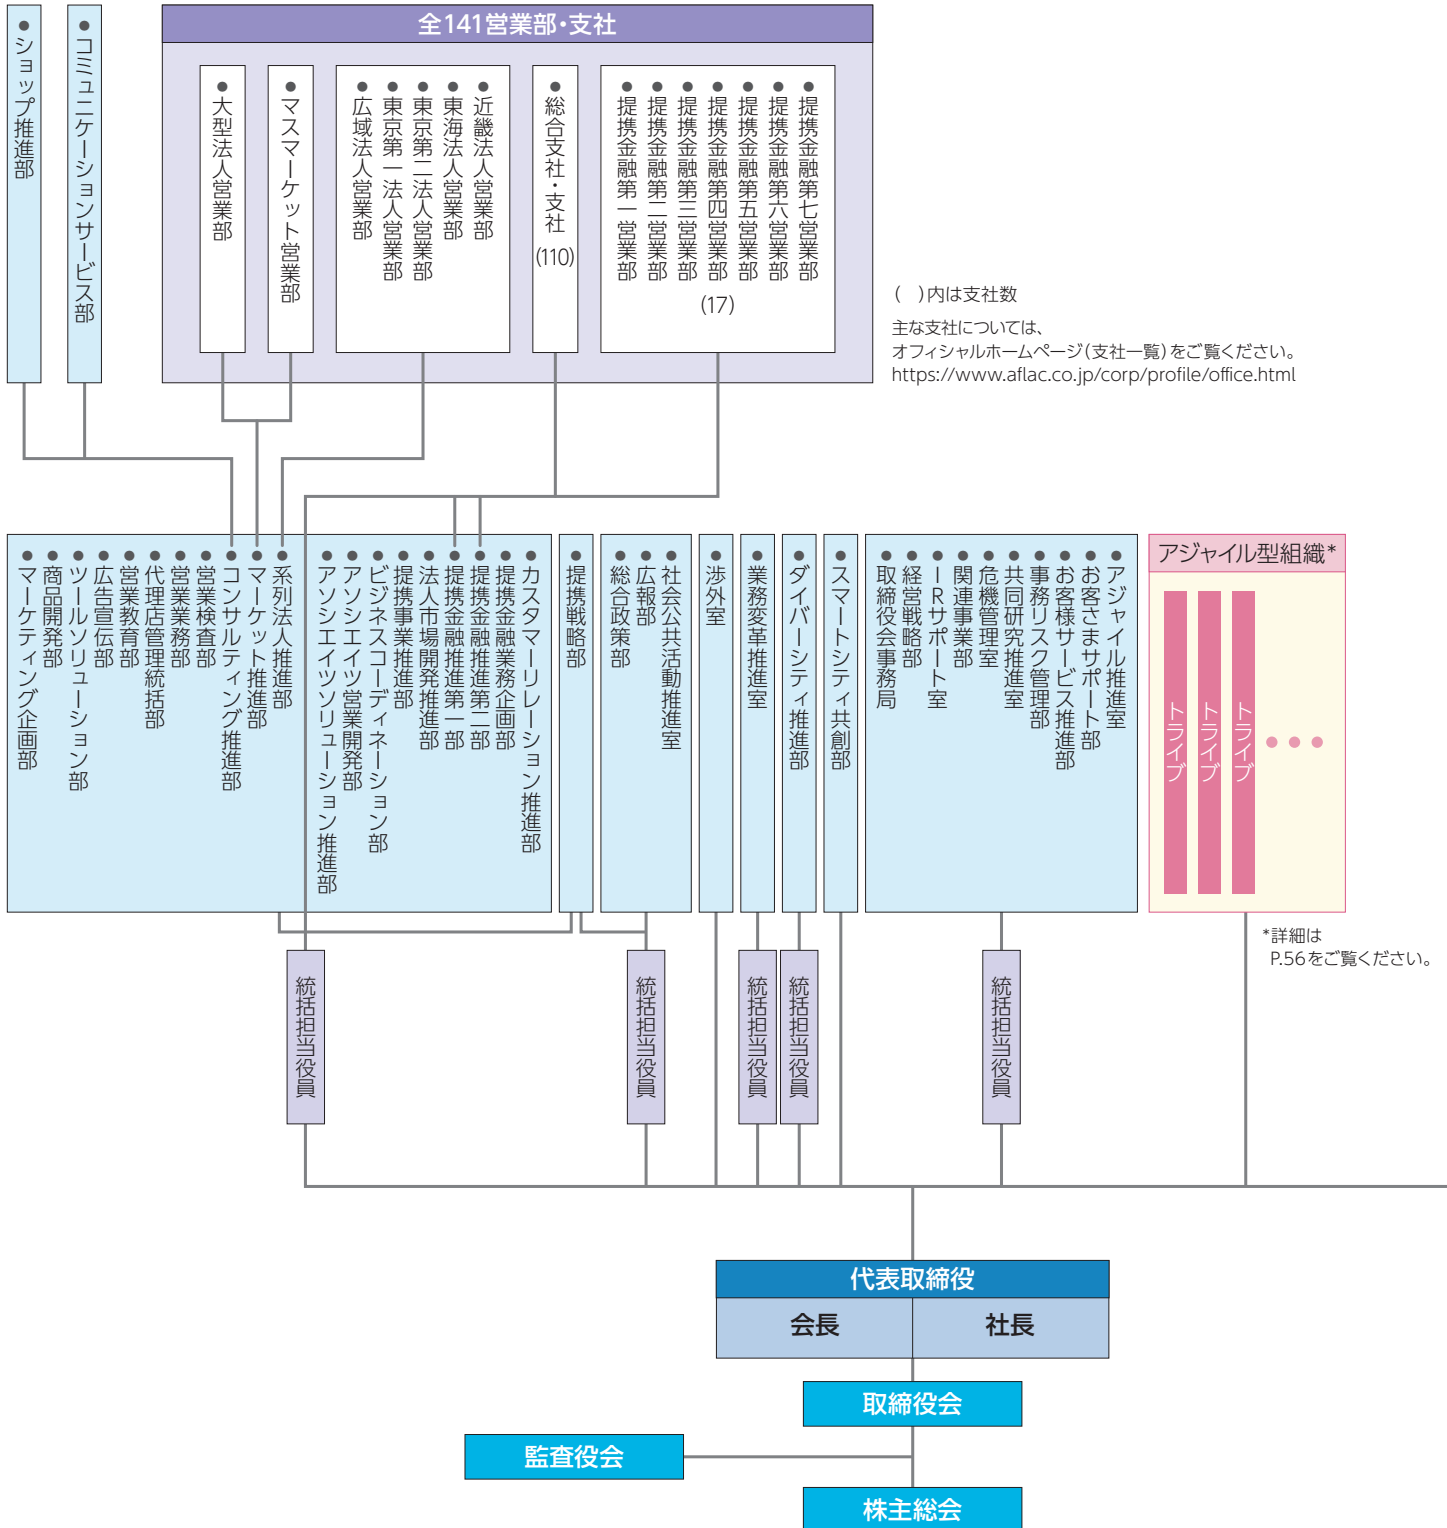 ショップ推進部
コミュニケーションサービス部
全141営業部・支社
大型法人営業部
マスマーケット営業部
広域法人営業部
東京第一法人営業部
東京第二法人営業部
東海法人営業部
近畿法人営業部
総合支社・支社
(110)
提携金融第一営業部
提携金融第二営業部
提携金融第三営業部
提携金融第四営業部
提携金融第五営業部
提携金融第六営業部
提携金融第七営業部
(17)
(　)内は支社数
主な支社については、
オフィシャルホームページ(支社一覧)をご覧ください。
https://www.aflac.co.jp/corp/profile/office.html
マーケティング企画部
商品開発部
ツールソリューション部
広告宣伝部
営業教育部
代理店管理統括部
営業業務部
営業検査部
コンサルティング推進部
マーケット推進部
系列法人推進部
アソシエイツソリューション推進部
アソシエイツ営業開発部
ビジネスコーディネーション部
提携事業推進部
法人市場開発推進部
提携金融推進第一部
提携金融推進第二部
提携金融業務企画部
カスタマーリレーション推進部
提携戦略部
総合政策部
広報部
社会公共活動推進室
渉外室
業務変革推進室
ダイバーシティ推進部
スマートシティ共創部
取締役会事務局
経営戦略部
IRサポート室
関連事業部
危機管理室
共同研究推進室
事務リスク管理部
お客様サービス推進部
お客さまサポート部
アジャイル推進室
アジャイル型組織*
トライブ
トライブ
トライブ
*詳細は
P.56をご覧ください。
統括担当役員
統括担当役員
統括担当役員
統括担当役員
統括担当役員
代表取締役
会長
社長
取締役会
監査役会
株主総会